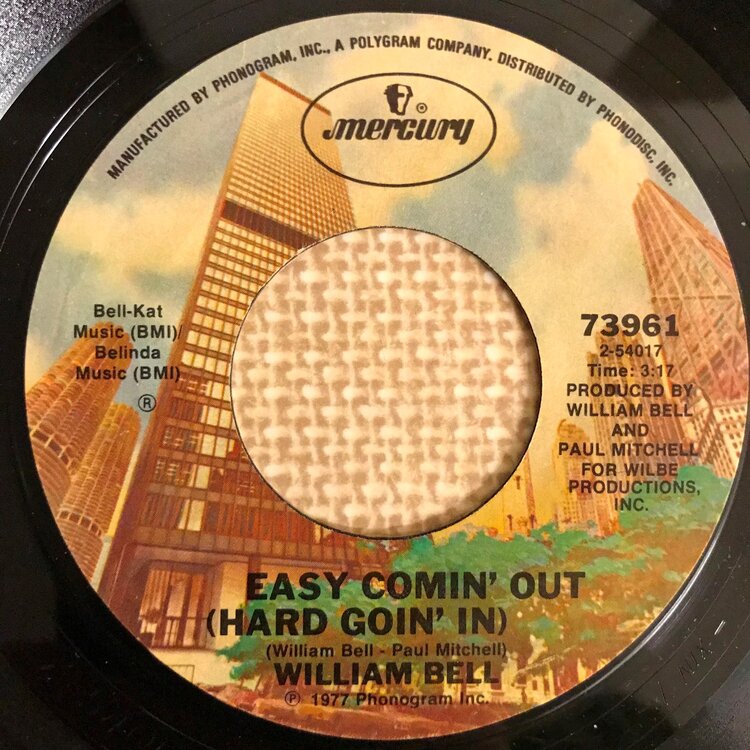 MANUFACTURED BY PHONOGRAM, INC., A POLYGRAM COMPANY. DISTRIBUTED BY PHONODISC, INC.
®
mercury
Bell-Kat
Music (BMI)/
Belinda
Music (BMI)
Ⓡ
73961
2-54017
Time: 3:17
PRODUCED BY
WILLIAM BELL
AND
PAUL MITCHELL
FOR WILBE
PRODUCTIONS,
INC.
EASY COMIN' OUT
(HARD GOIN' IN)
(William Bell - Paul Mitchell)
WILLIAM BELL
℗ 1977 Phonogram Inc.